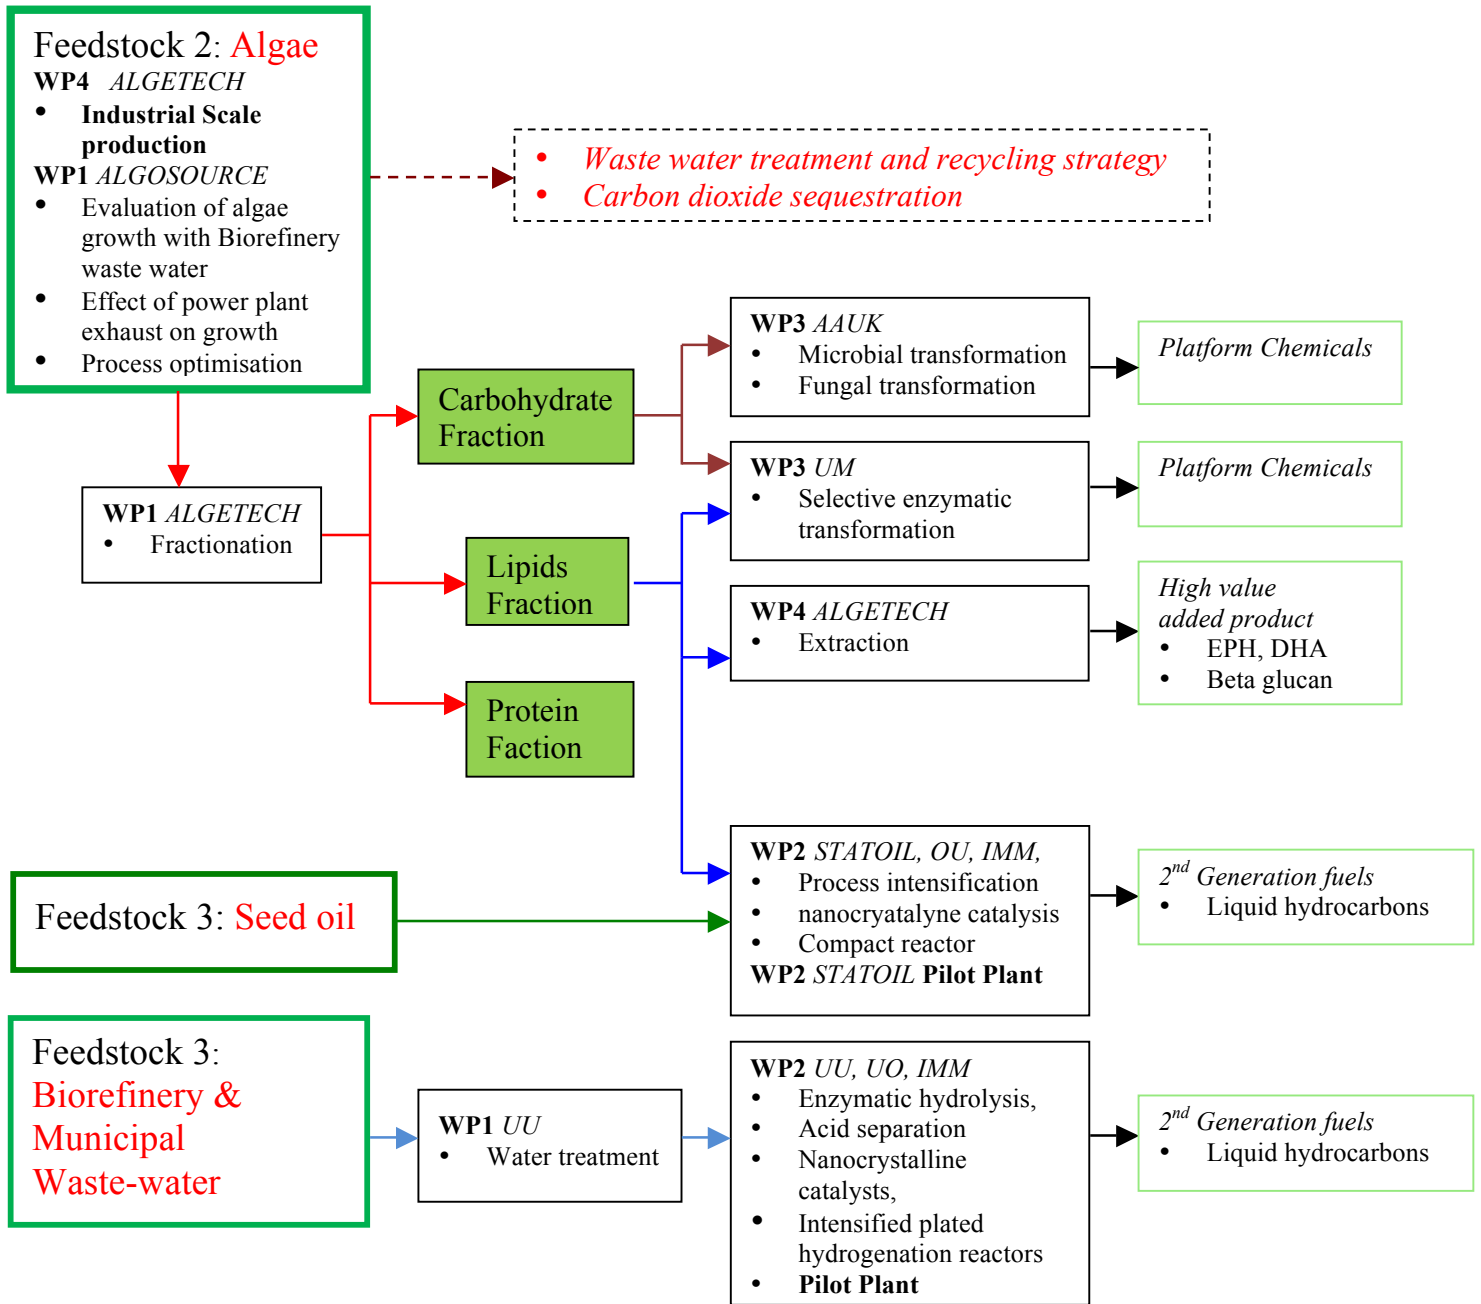 Feedstock 2: Algae
WP4 ALGETECH
• Industrial Scale
production
WP1 ALGOSOURCE
• Evaluation of algae
growth with Biorefinery
waste water
• Effect of power plant
exhaust on growth
• Process optimisation
• Waste water treatment and recycling strategy
• Carbon dioxide sequestration
WP1 ALGETECH
• Fractionation
Carbohydrate
Fraction
Lipids
Fraction
Protein
Faction
WP3 AAUK
• Microbial transformation
• Fungal transformation
Platform Chemicals
WP3 UM
• Selective enzymatic
transformation
Platform Chemicals
WP4 ALGETECH
• Extraction
High value
added product
• EPH, DHA
• Beta glucan
Feedstock 3: Seed oil
WP2 STATOIL, OU, IMM,
• Process intensification
• nanocryatalyne catalysis
• Compact reactor
WP2 STATOIL Pilot Plant
2nd Generation fuels
• Liquid hydrocarbons
Feedstock 3:
Biorefinery &
Municipal
Waste-water
WP1 UU
• Water treatment
WP2 UU, UO, IMM
• Enzymatic hydrolysis,
• Acid separation
• Nanocrystalline
catalysts,
• Intensified plated
hydrogenation reactors
• Pilot Plant
2nd Generation fuels
• Liquid hydrocarbons